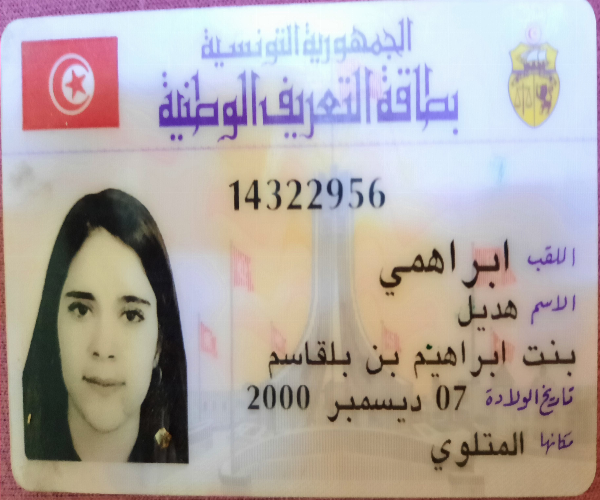 الجمهورية التونسية
بطاقة التعريف الوطنية
14322956
اللقب ابراهمي
الاسم هديل
بنت ابراهيم بن بلقاسم
تاريخ الولادة 07 ديسمبر 2000
مكانها المتلوي